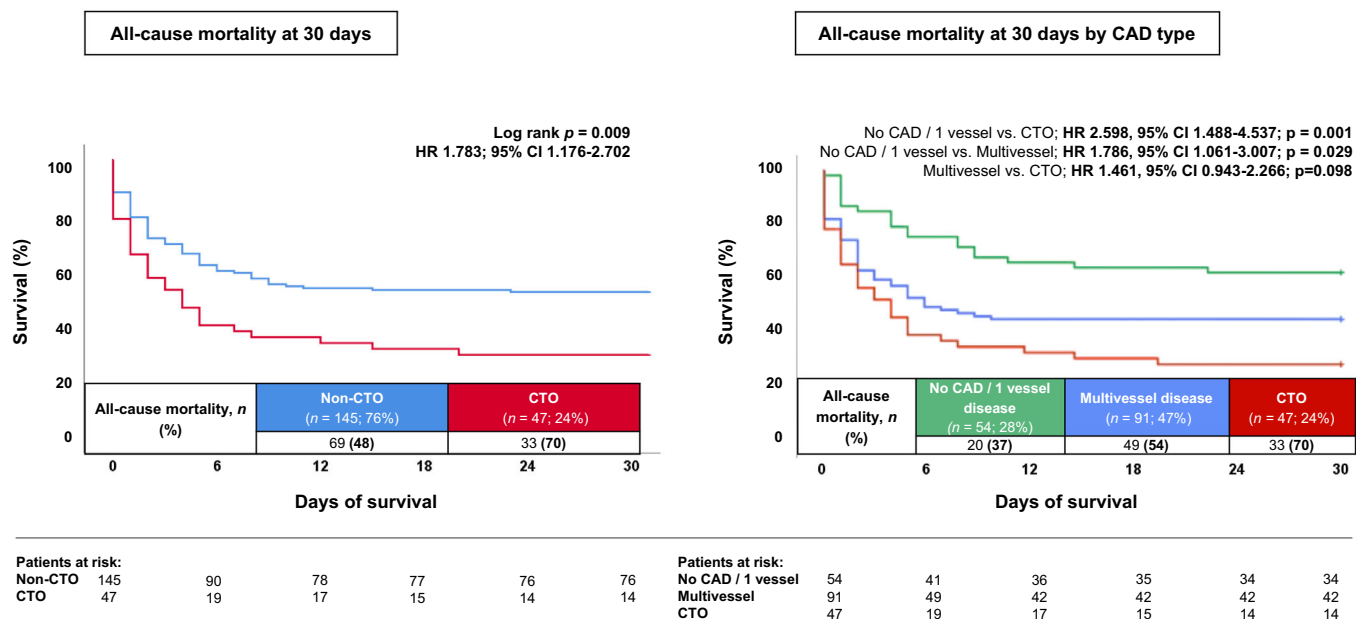 All-cause mortality at 30 days
Log rank p = 0.009
HR 1.783; 95% CI 1.176-2.702
Survival (%)
100
80
60
40
20
0
All-cause mortality, n (%)
Non-CTO
(n = 145; 76%)
CTO
(n = 47; 24%)
69 (48)
33 (70)
0 6 12 18 24 30
Days of survival
Patients at risk:
Non-CTO 145 90 78 77 76 76
CTO 47 19 17 15 14 14
All-cause mortality at 30 days by CAD type
No CAD / 1 vessel vs. CTO; HR 2.598, 95% CI 1.488-4.537; p = 0.001
No CAD / 1 vessel vs. Multivessel; HR 1.786, 95% CI 1.061-3.007; p = 0.029
Multivessel vs. CTO; HR 1.461, 95% CI 0.943-2.266; p=0.098
Survival (%)
100
80
60
40
20
0
All-cause
mortality, n
(%)
No CAD / 1 vessel
disease
(n = 54; 28%)
Multivessel disease
(n = 91; 47%)
CTO
(n = 47; 24%)
20 (37)
49 (54)
33 (70)
0 6 12 18 24 30
Days of survival
Patients at risk:
No CAD / 1 vessel 54 41 36 35 34 34
Multivessel 91 49 42 42 42 42
CTO 47 19 17 15 14 14